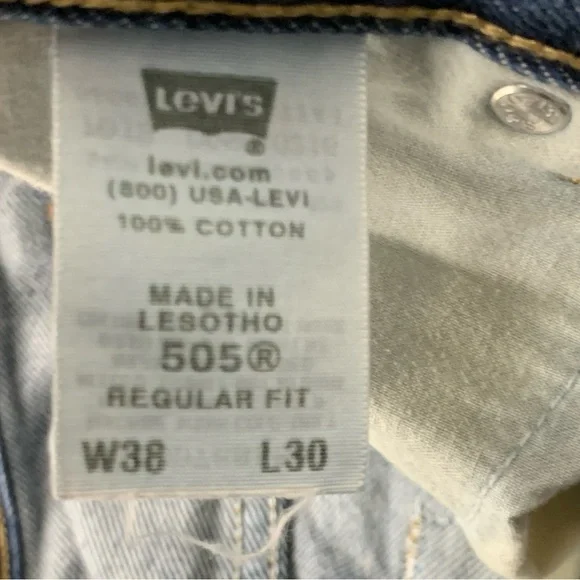 Levi's
®
levi.com
(800) USA-LEVI
100% COTTON
MADE IN
LESOTHO
505®
REGULAR FIT
W38 L30